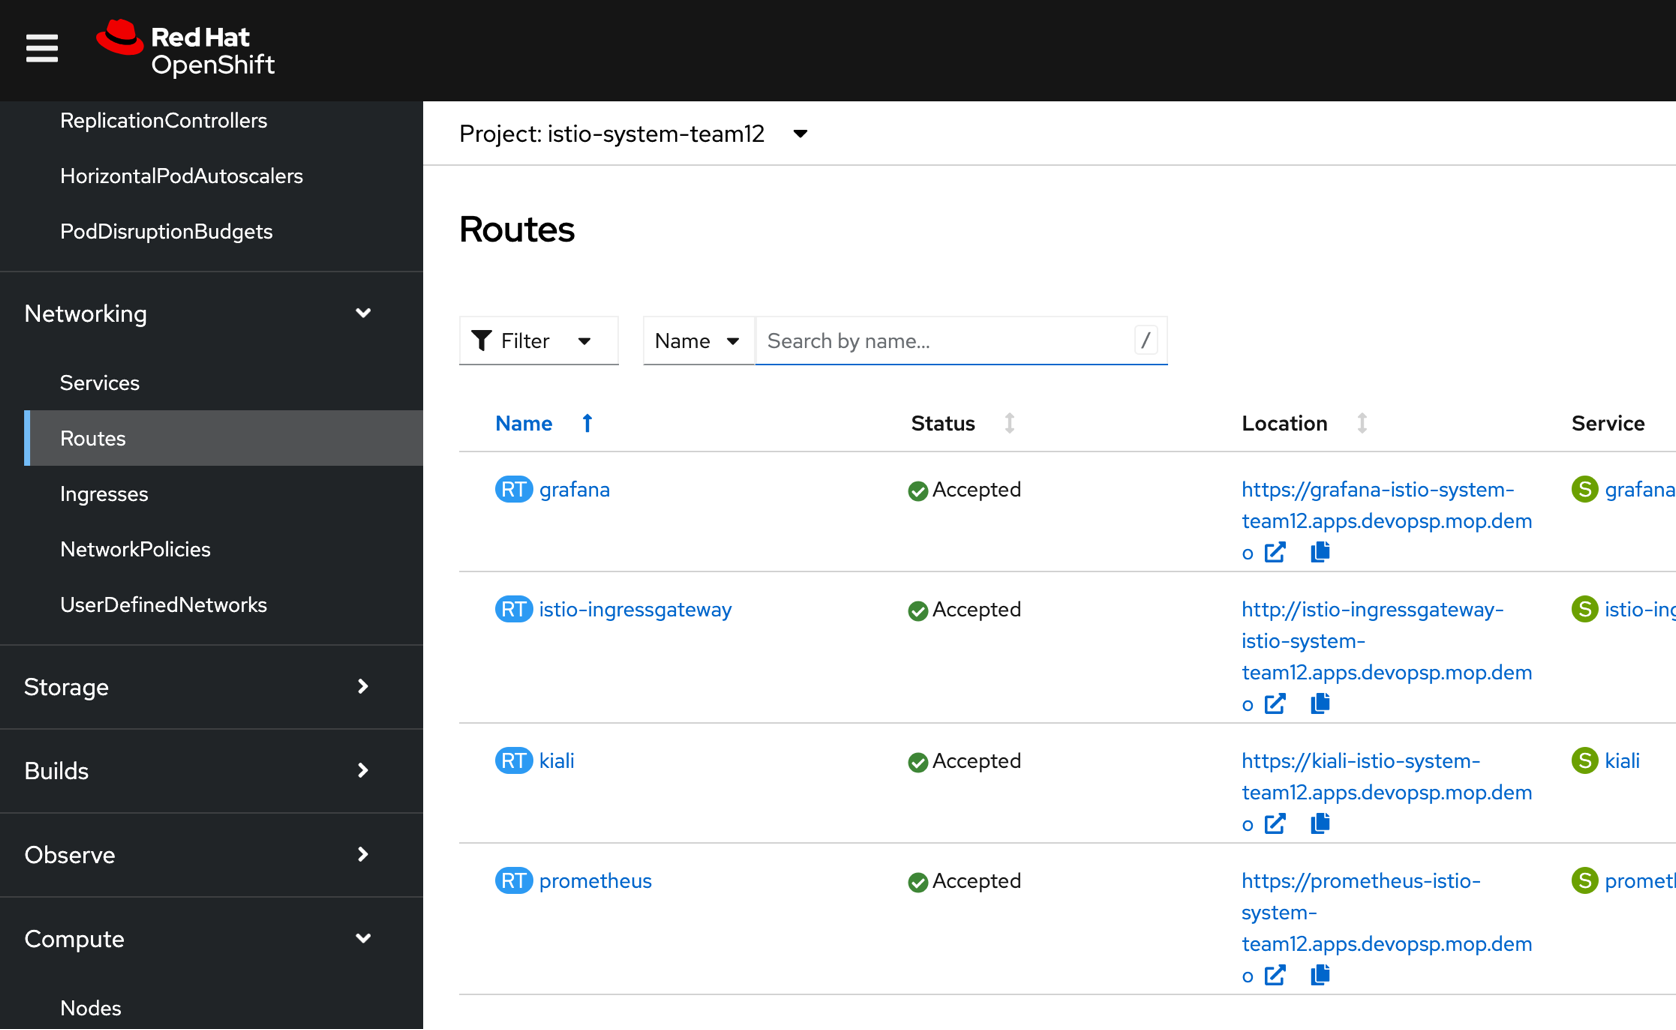 Red Hat
OpenShift
ReplicationControllers
HorizontalPodAutoscalers
PodDisruptionBudgets
Networking
Services
Routes
Ingresses
NetworkPolicies
UserDefinedNetworks
Storage
Builds
Observe
Compute
Nodes
Project: istio-system-team12
Routes
Filter Name Search by name... /
Name Status Location Service
RT grafana Accepted https://grafana-istio-system- S grafana
team12.apps.devopsp.mop.dem
o
RT istio-ingressgateway Accepted http://istio-ingressgateway- S istio-ing
istio-system-
team12.apps.devopsp.mop.dem
o
RT kiali Accepted https://kiali-istio-system- S kiali
team12.apps.devopsp.mop.dem
o
RT prometheus Accepted https://prometheus-istio- S prometh
system-
team12.apps.devopsp.mop.dem
o